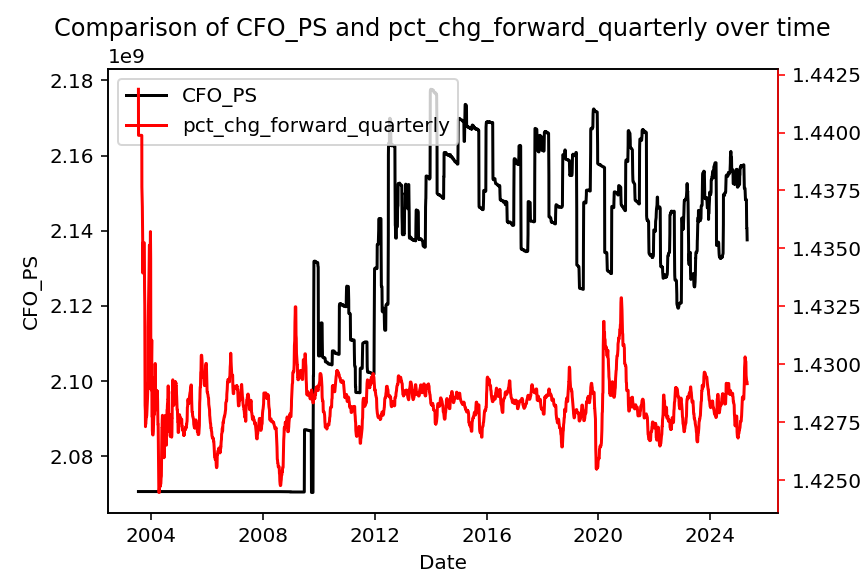 Comparison of CFO_PS and pct_chg_forward_quarterly over time
1e9
CFO_PS
pct_chg_forward_quarterly
2.18
2.16
2.14
2.12
2.10
2.08
CFO_PS
1.4425
1.4400
1.4375
1.4350
1.4325
1.4300
1.4275
1.4250
2004 2008 2012 2016 2020 2024
Date